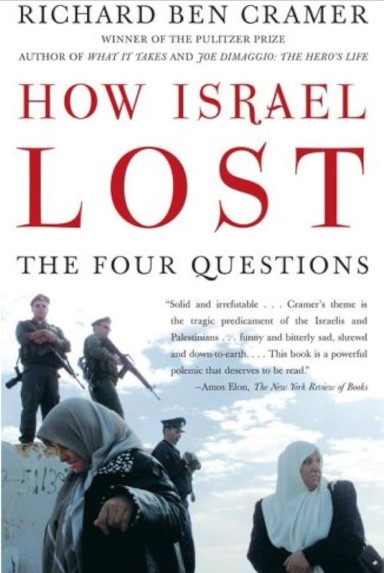 RICHARD BEN CRAMER
WINNER OF THE PULITZER PRIZE
AUTHOR OF WHAT IT TAKES AND JOE DIMAGGIO: THE HERO'S LIFE
HOW ISRAEL
LOST
THE FOUR QUESTIONS
“Solid and irrefutable . . . Cramer's theme is
the tragic predicament of the Israelis and
Palestinians . . . funny and bitterly sad, shrewd
and down-to-earth. . . . This book is a powerful
polemic that deserves to be read.”
–Amos Elon, The New York Review of Books